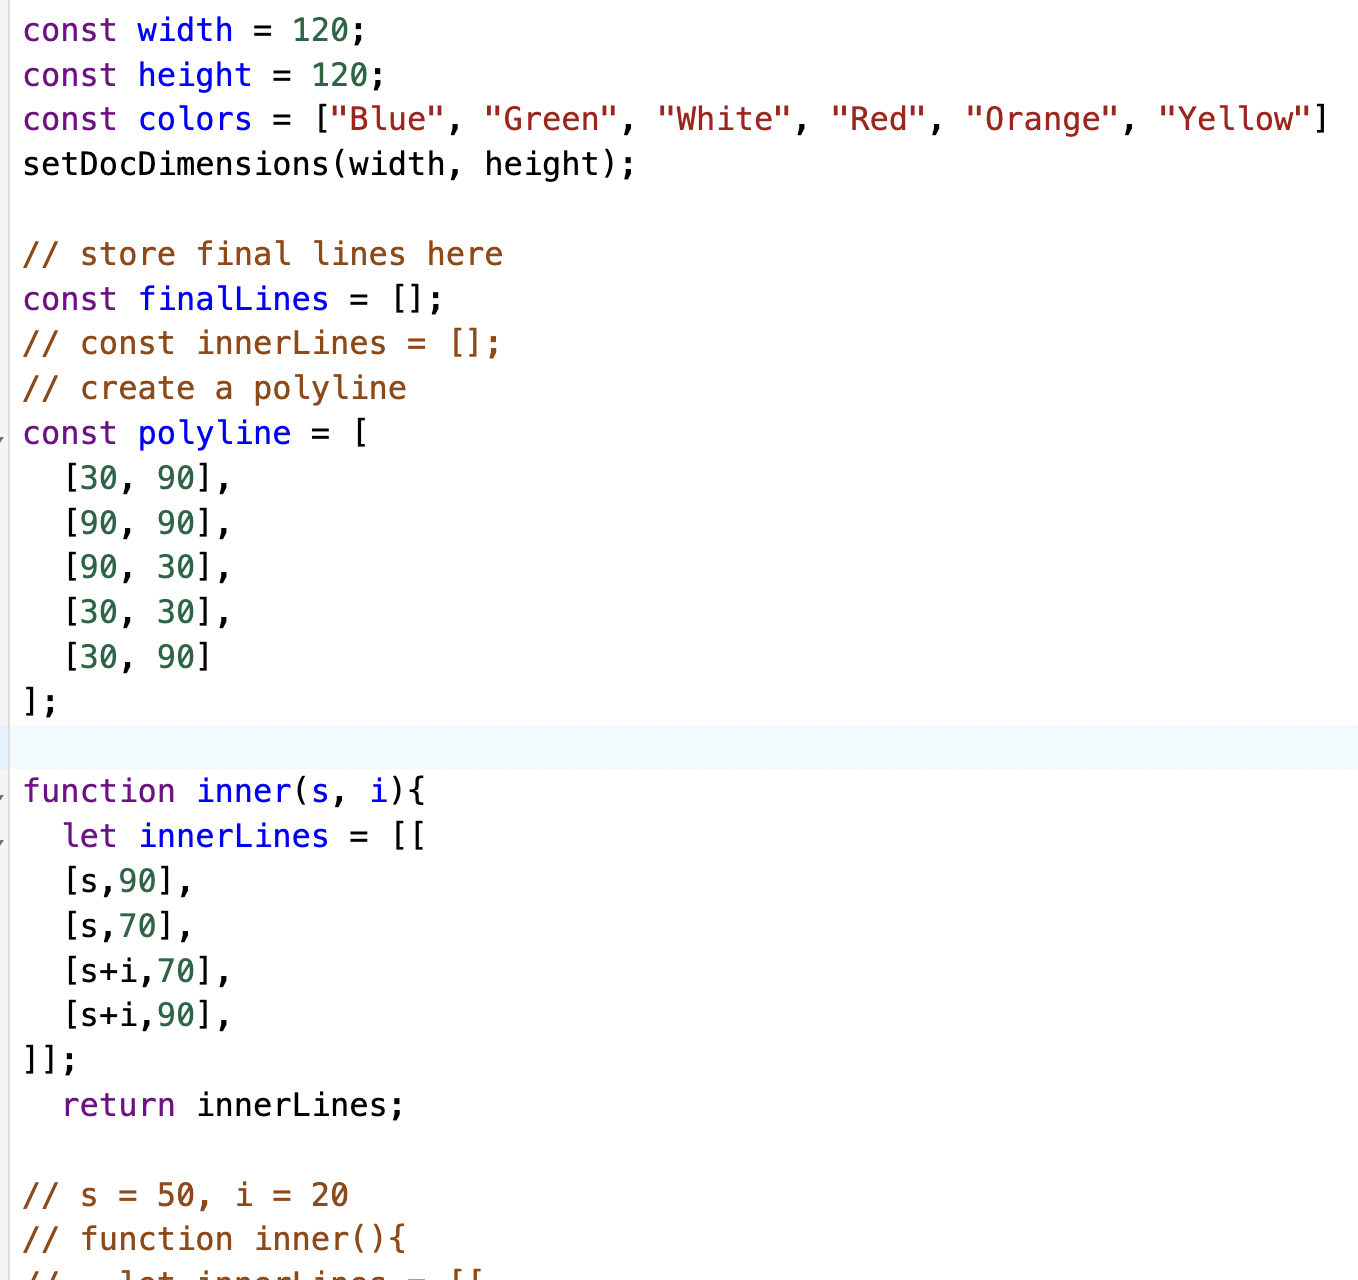 const width = 120;
const height = 120;
const colors = ["Blue", "Green", "White", "Red", "Orange", "Yellow"]
setDocDimensions(width, height);

// store final lines here
const finalLines = [];
// const innerLines = [];
// create a polyline
const polyline = [
  [30, 90],
  [90, 90],
  [90, 30],
  [30, 30],
  [30, 90]
];

function inner(s, i){
  let innerLines = [[
  [s,90],
  [s,70],
  [s+i,70],
  [s+i,90],
]];
  return innerLines;

// s = 50, i = 20
// function inner(){
//   let innerLines = [[